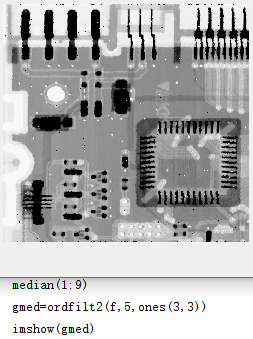 median(1:9)
gmed=ordfilt2(f,5,ones(3,3))
imshow(gmed)